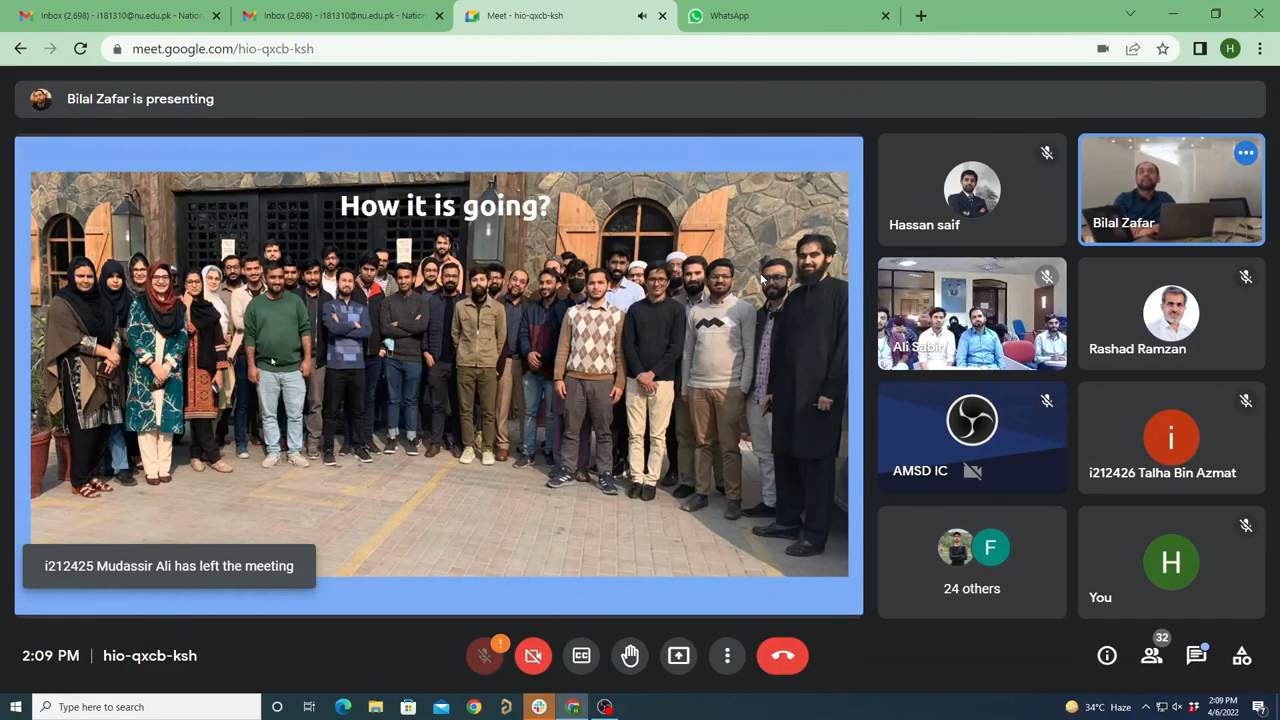 Inbox (2,698) - i181310@nu.edu.pk - Nation
Inbox (2,698) - i181310@nu.edu.pk - Nation
Meet - hio-qxcb-ksh
WhatsApp
meet.google.com/hio-qxcb-ksh
H
Bilal Zafar is presenting
How it is going?
Hassan saif
Bilal Zafar
Ali Sabir
Rashad Ramzan
AMSD IC
i
i212426 Talha Bin Azmat
F
24 others
H
You
i212425 Mudassir Ali has left the meeting
2:09 PM
hio-qxcb-ksh
32
Type here to search
34°C Haze
2:09 PM
4/6/2022